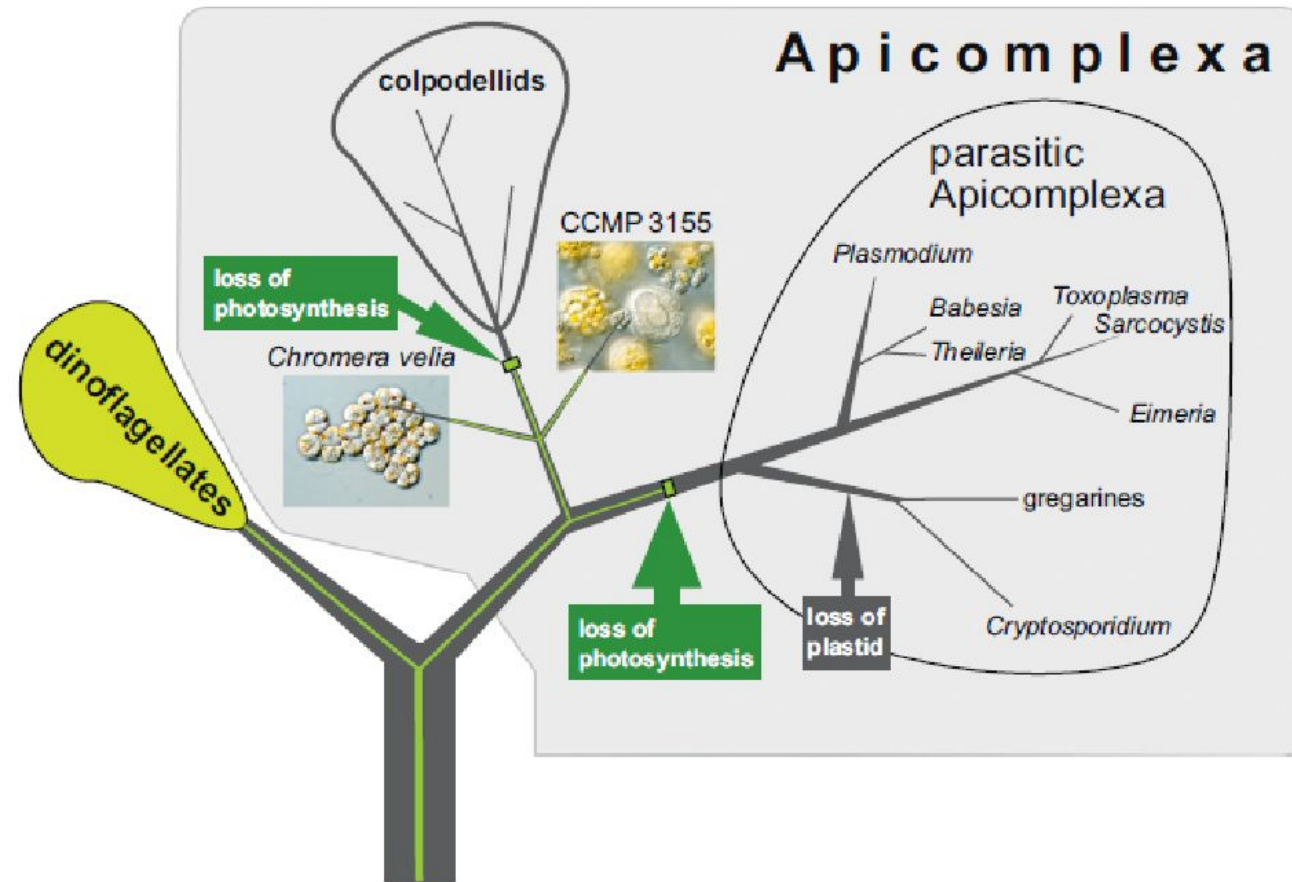 Apicomplexa
colpodellids
parasitic
Apicomplexa
CCMP 3155
Plasmodium
loss of
photosynthesis
Babesia
Toxoplasma
Sarcocystis
Theileria
Chromera velia
dinoflagellates
Eimeria
gregarines
loss of
photosynthesis
loss of
plastid
Cryptosporidium